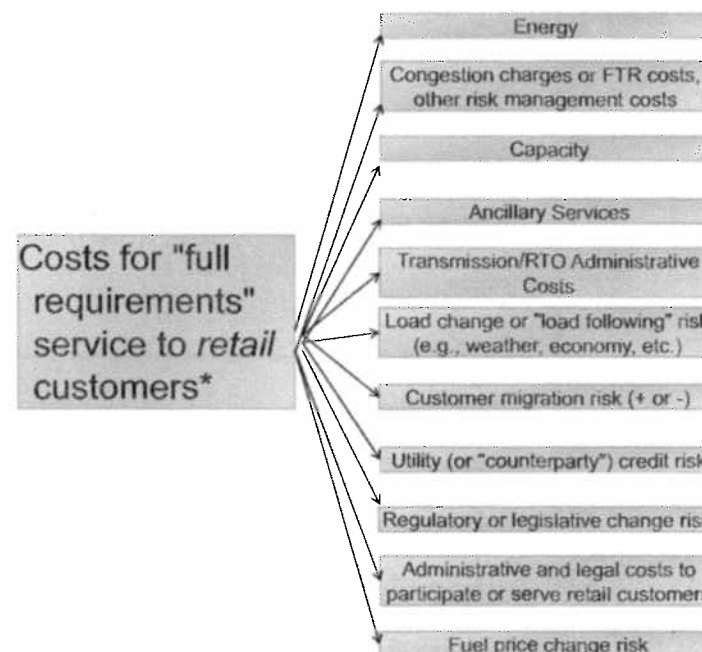 Costs for "full
requirements"
service to retail
customers*
Energy
Congestion charges or FTR costs,
other risk management costs
Capacity
Ancillary Services
Transmission/RTO Administrative
Costs
Load change or "load following" risk
(e.g., weather, economy, etc.)
Customer migration risk (+ or -)
Utility (or "counterparty") credit risk
Regulatory or legislative change ris
Administrative and legal costs to
participate or serve retail customers
Fuel price change risk